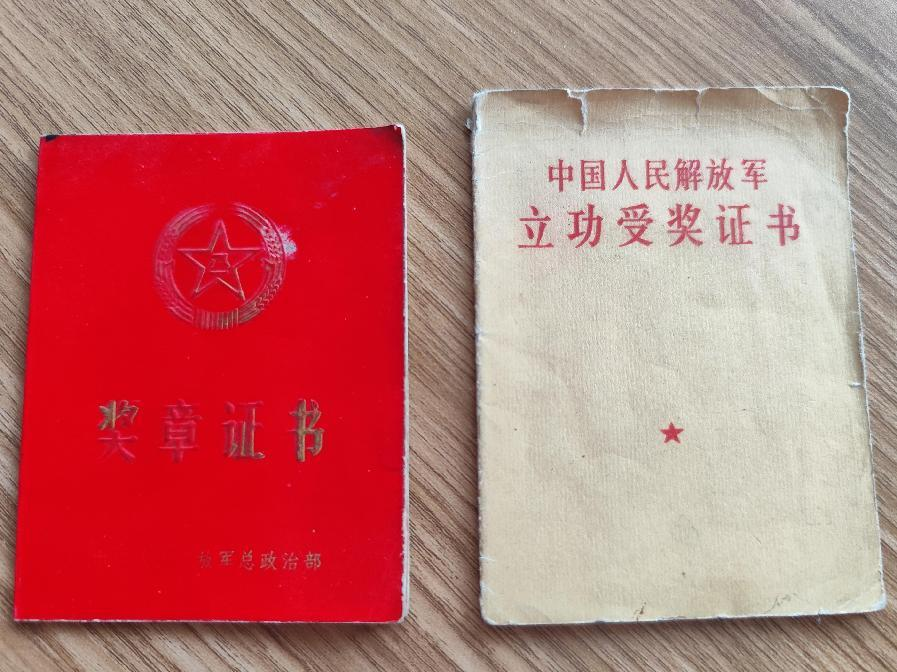 奖章证书
放军总政治部
中国人民解放军
立功受奖证书